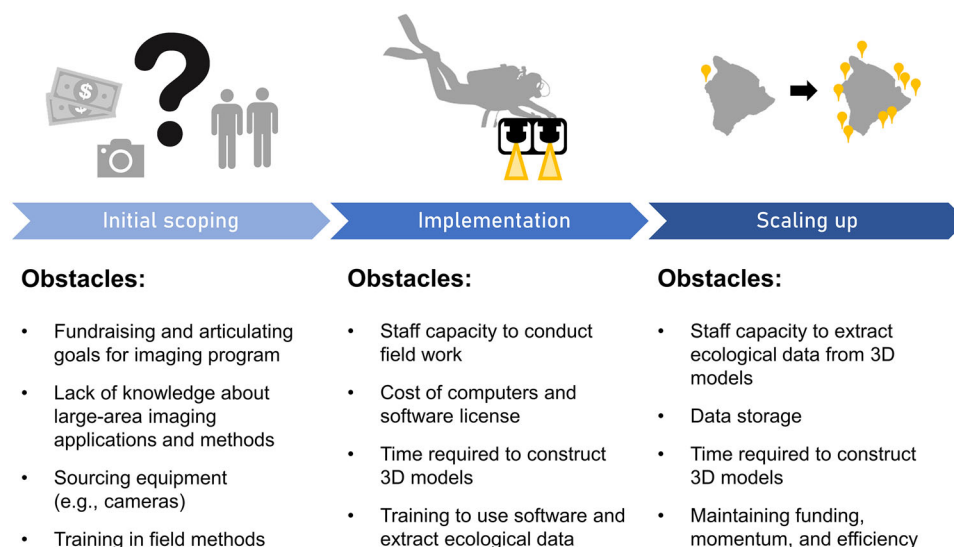 $
Initial scoping
Implementation
Scaling up
Obstacles:
• Fundraising and articulating
goals for imaging program
• Lack of knowledge about
large-area imaging
applications and methods
• Sourcing equipment
(e.g., cameras)
• Training in field methods
Obstacles:
• Staff capacity to conduct
field work
• Cost of computers and
software license
• Time required to construct
3D models
• Training to use software and
extract ecological data
Obstacles:
• Staff capacity to extract
ecological data from 3D
models
• Data storage
• Time required to construct
3D models
• Maintaining funding,
momentum, and efficiency